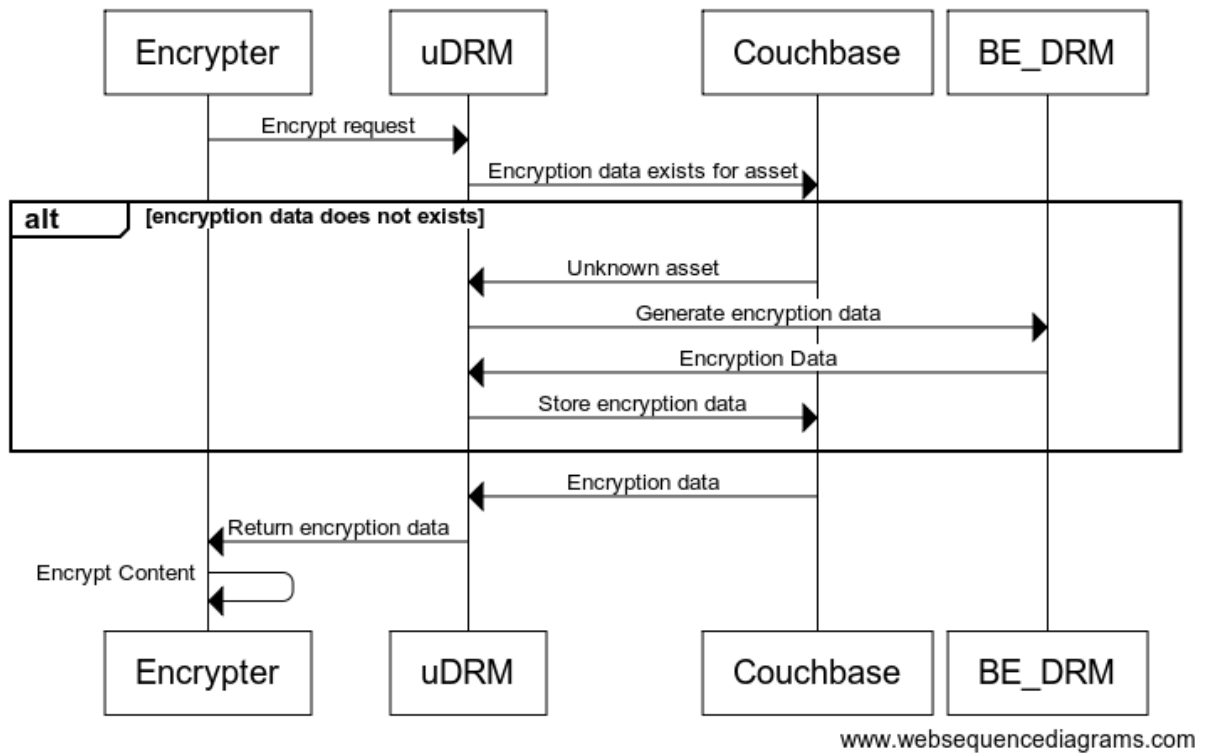 Encrypter uDRM Couchbase BE_DRM
Encrypt request
Encryption data exists for asset
alt [encryption data does not exists]
Unknown asset
Generate encryption data
Encryption Data
Store encryption data
Encryption data
Return encryption data
Encrypt Content
Encrypter uDRM Couchbase BE_DRM
www.websequencediagrams.com